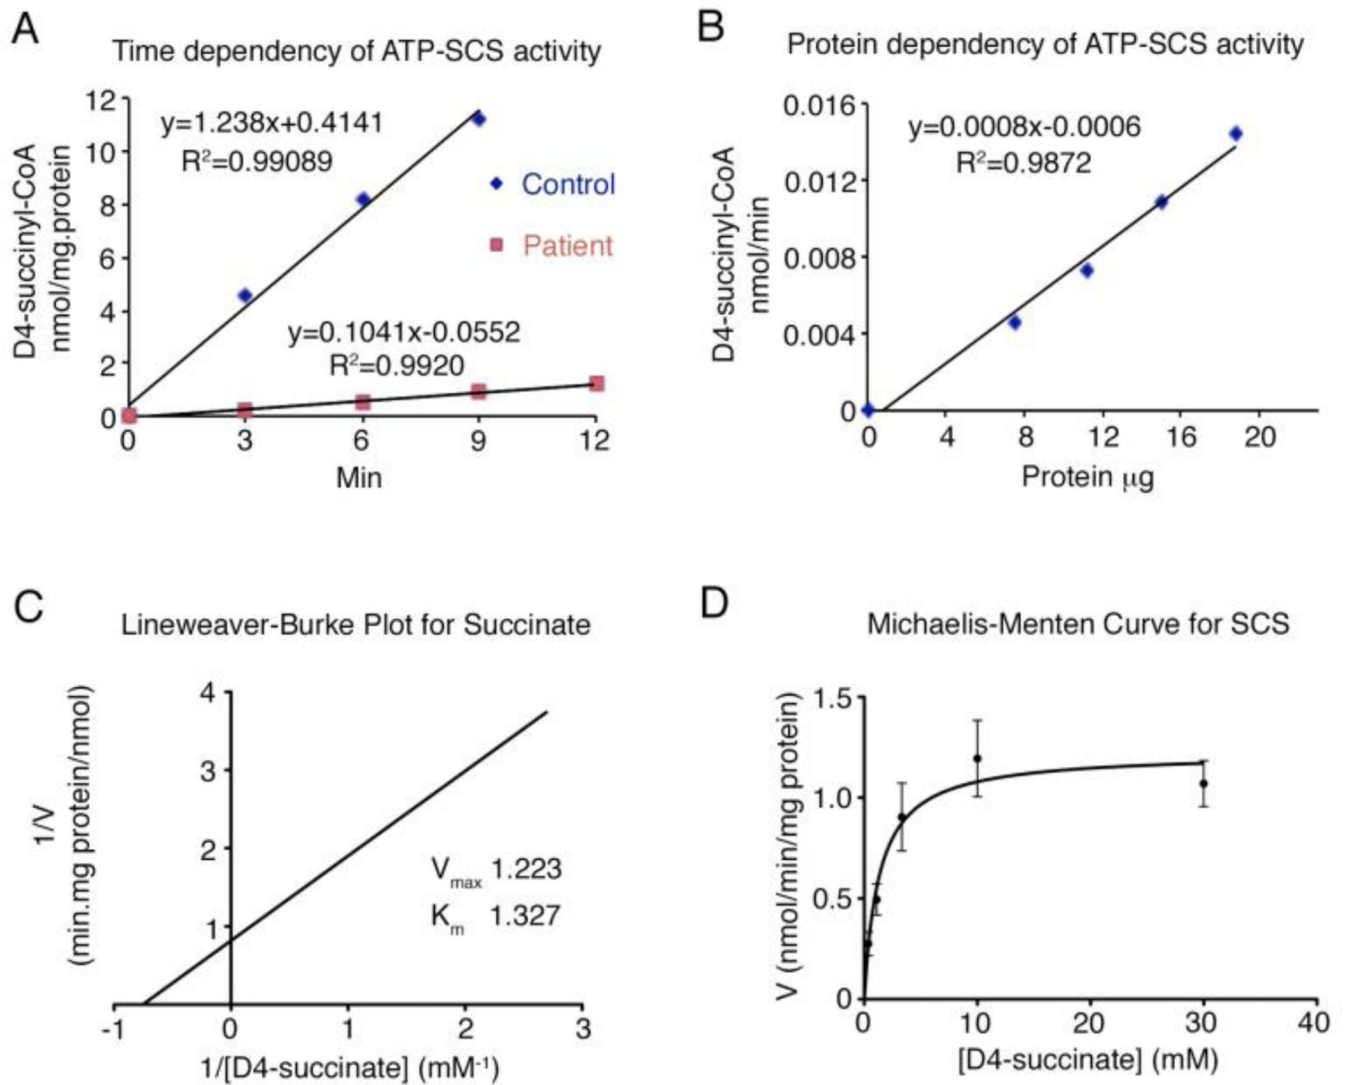 A
Time dependency of ATP-SCS activity
D4-succinyl-CoA
nmol/mg.protein
12
10
8
6
4
2
0
y=1.238x+0.4141
R²=0.99089
Control
Patient
y=0.1041x-0.0552
R²=0.9920
0 3 6 9 12
Min
B
Protein dependency of ATP-SCS activity
D4-succinyl-CoA
nmol/min
0.016
0.012
0.008
0.004
0
y=0.0008x-0.0006
R²=0.9872
0 4 8 12 16 20
Protein μg
C
Lineweaver-Burke Plot for Succinate
1/V
(min.mg protein/nmol)
4
3
2
1
Vmax 1.223
Km 1.327
-1 0 1 2 3
1/[D4-succinate] (mM⁻¹)
D
Michaelis-Menten Curve for SCS
V (nmol/min/mg protein)
1.5
1.0
0.5
0
0 10 20 30 40
[D4-succinate] (mM)